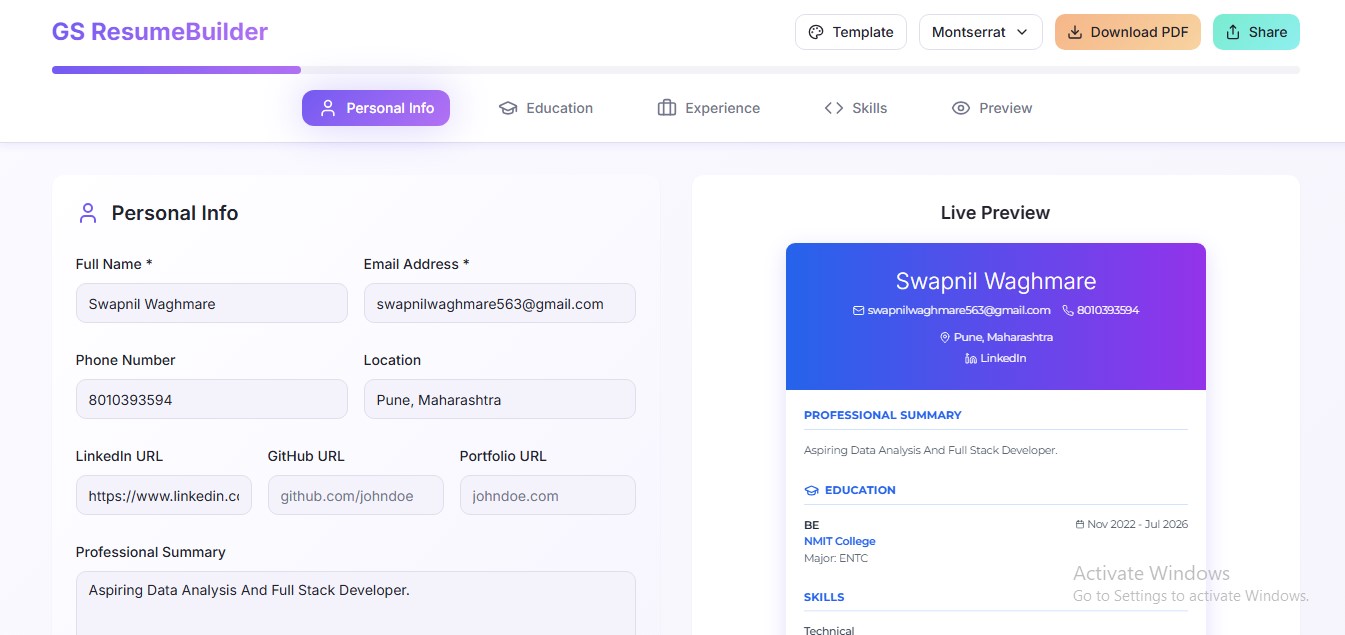 GS ResumeBuilder
Template
Montserrat
Download PDF
Share
Personal Info
Education
Experience
Skills
Preview
Personal Info
Full Name *
Email Address *
Swapnil Waghmare
swapnilwaghmare563@gmail.com
Phone Number
Location
8010393594
Pune, Maharashtra
LinkedIn URL
GitHub URL
Portfolio URL
https://www.linkedin.co
github.com/johndoe
johndoe.com
Professional Summary
Aspiring Data Analysis And Full Stack Developer.
Live Preview
Swapnil Waghmare
swapnilwaghmare563@gmail.com 8010393594
Pune, Maharashtra
LinkedIn
PROFESSIONAL SUMMARY
Aspiring Data Analysis And Full Stack Developer.
EDUCATION
BE
Nov 2022 - Jul 2026
NMIT College
Major: ENTC
SKILLS
Technical
Activate Windows
Go to Settings to activate Windows.